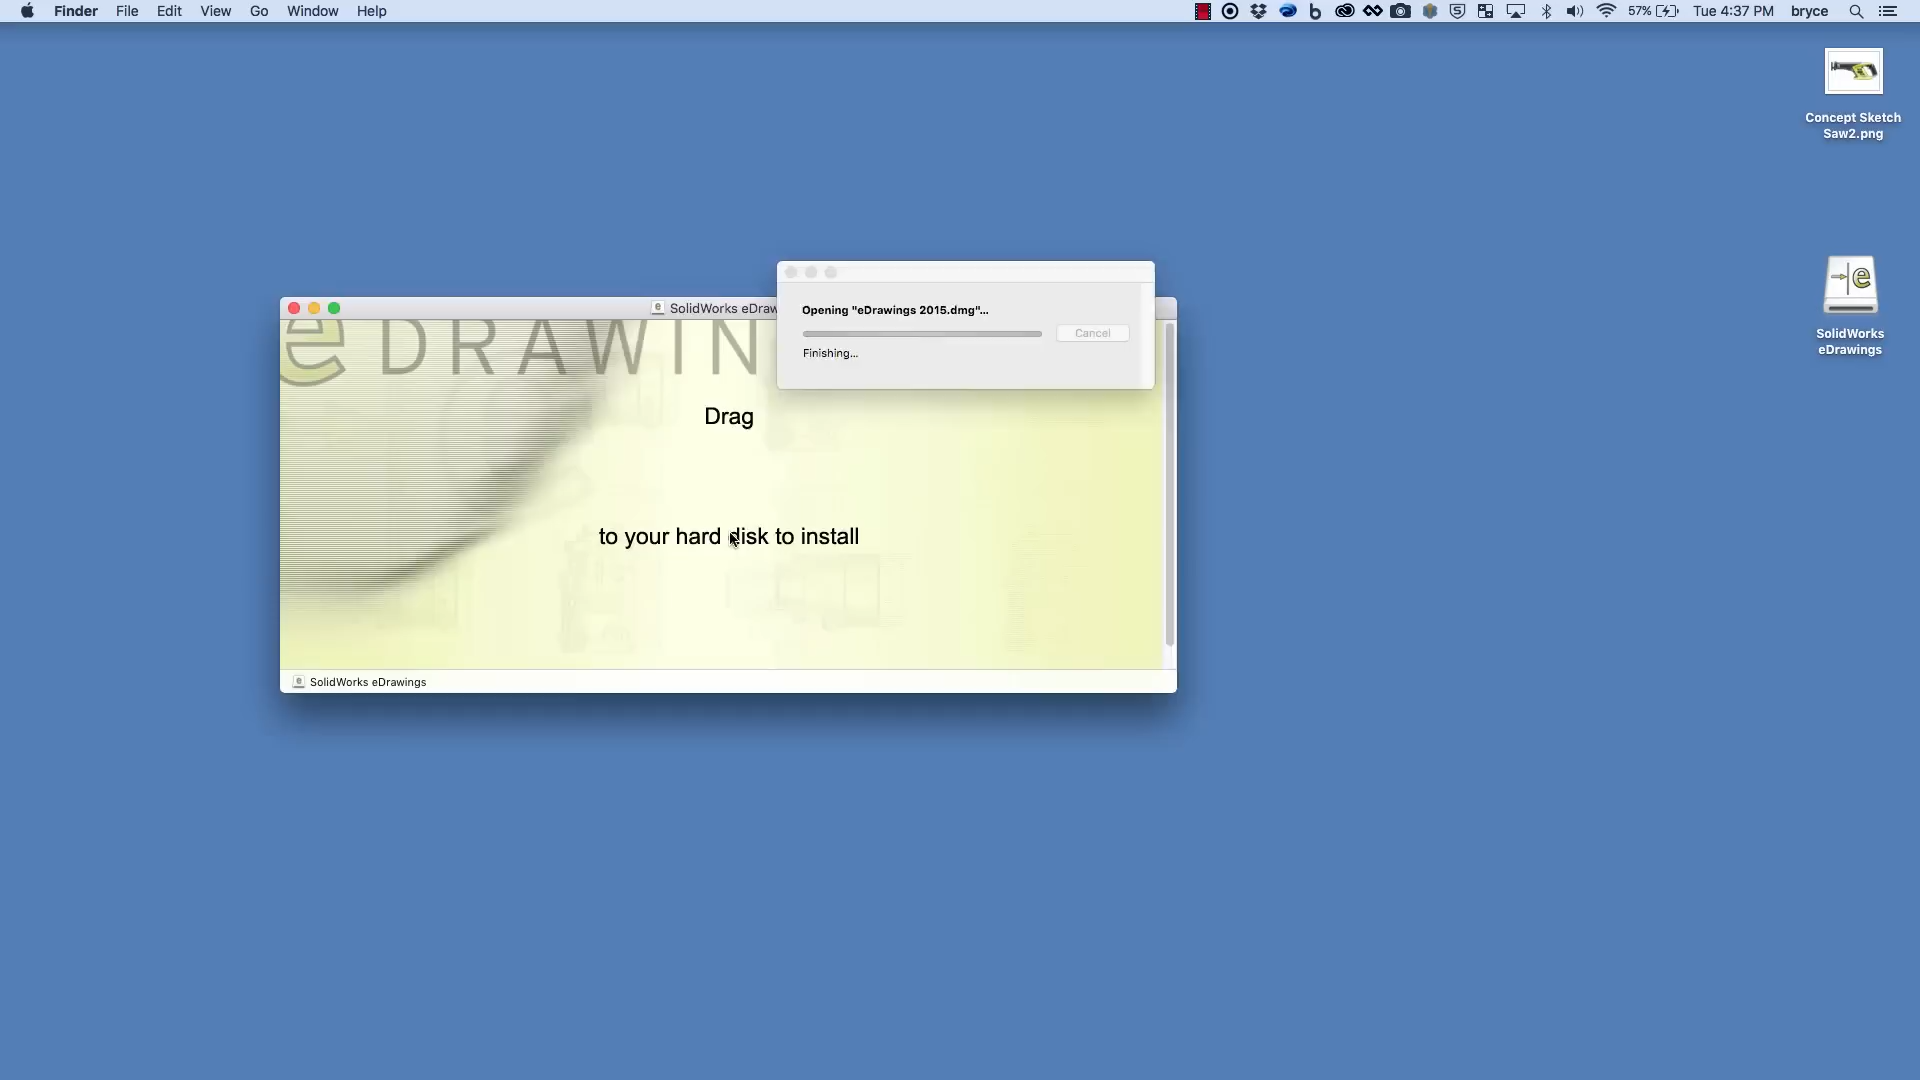 Finder File Edit View Go Window Help 57% Tue 4:37 PM bryce
Concept Sketch
Saw2.png
SolidWorks
eDrawings
Opening "eDrawings 2015.dmg"...
Cancel
Finishing...
SolidWorks eDraw
eDRAWIN
Drag
to your hard disk to install
SolidWorks eDrawings